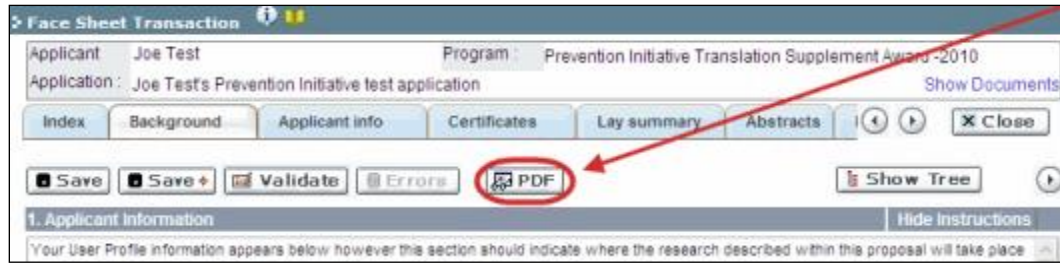 Face Sheet Transaction
Applicant Joe Test Program : Prevention Initiative Translation Supplement Award -2010
Application : Joe Test's Prevention Initiative test application Show Documents
Index Background Applicant info Certificates Lay summary Abstracts X Close
Save Save+ Validate Errors PDF Show Tree
1. Applicant Information Hide Instructions
Your User Profile information appears below however this section should indicate where the research described within this proposal will take place